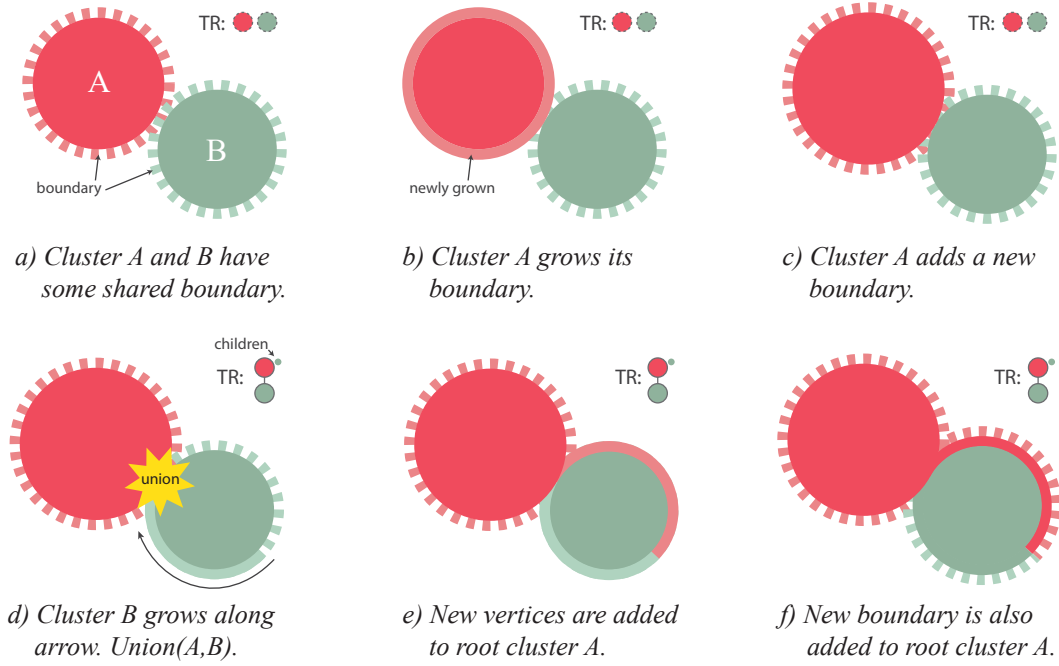 TR:
A
B
boundary
a) Cluster A and B have
some shared boundary.
TR:
newly grown
b) Cluster A grows its
boundary.
TR:
c) Cluster A adds a new
boundary.
children
TR:
union
d) Cluster B grows along
arrow. Union(A,B).
TR:
e) New vertices are added
to root cluster A.
TR:
f) New boundary is also
added to root cluster A.